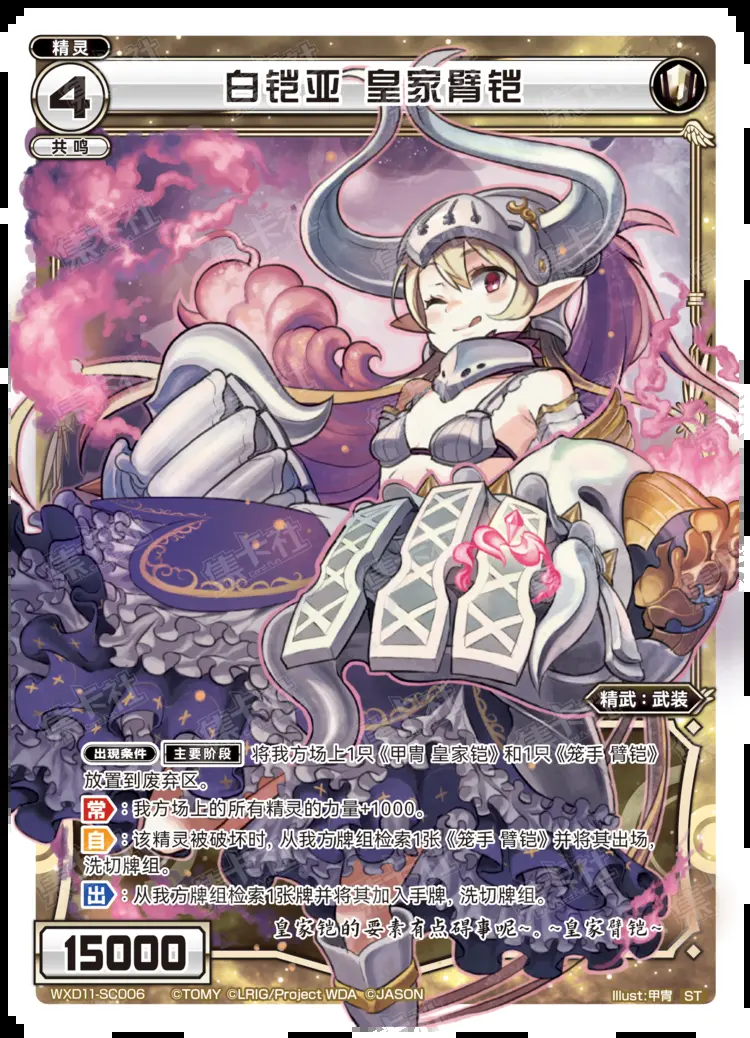 精灵
4
白铠亚 皇家臂铠
共鸣
精武：武装
出现条件 主要阶段 将我方场上1只《甲胄 皇家铠》和1只《笼手 臂铠》
放置到废弃区。
常：我方场上的所有精灵的力量+1000。
自：该精灵被破坏时，从我方牌组检索1张《笼手 臂铠》并将其出场，
洗切牌组。
出：从我方牌组检索1张牌并将其加入手牌，洗切牌组。
皇家铠的要素有点碍事呢~。~皇家臂铠~
15000
WXD11-SC006 ©TOMY ©LRIG/Project WDA ©JASON
Illust:甲冑 ST
集卡社